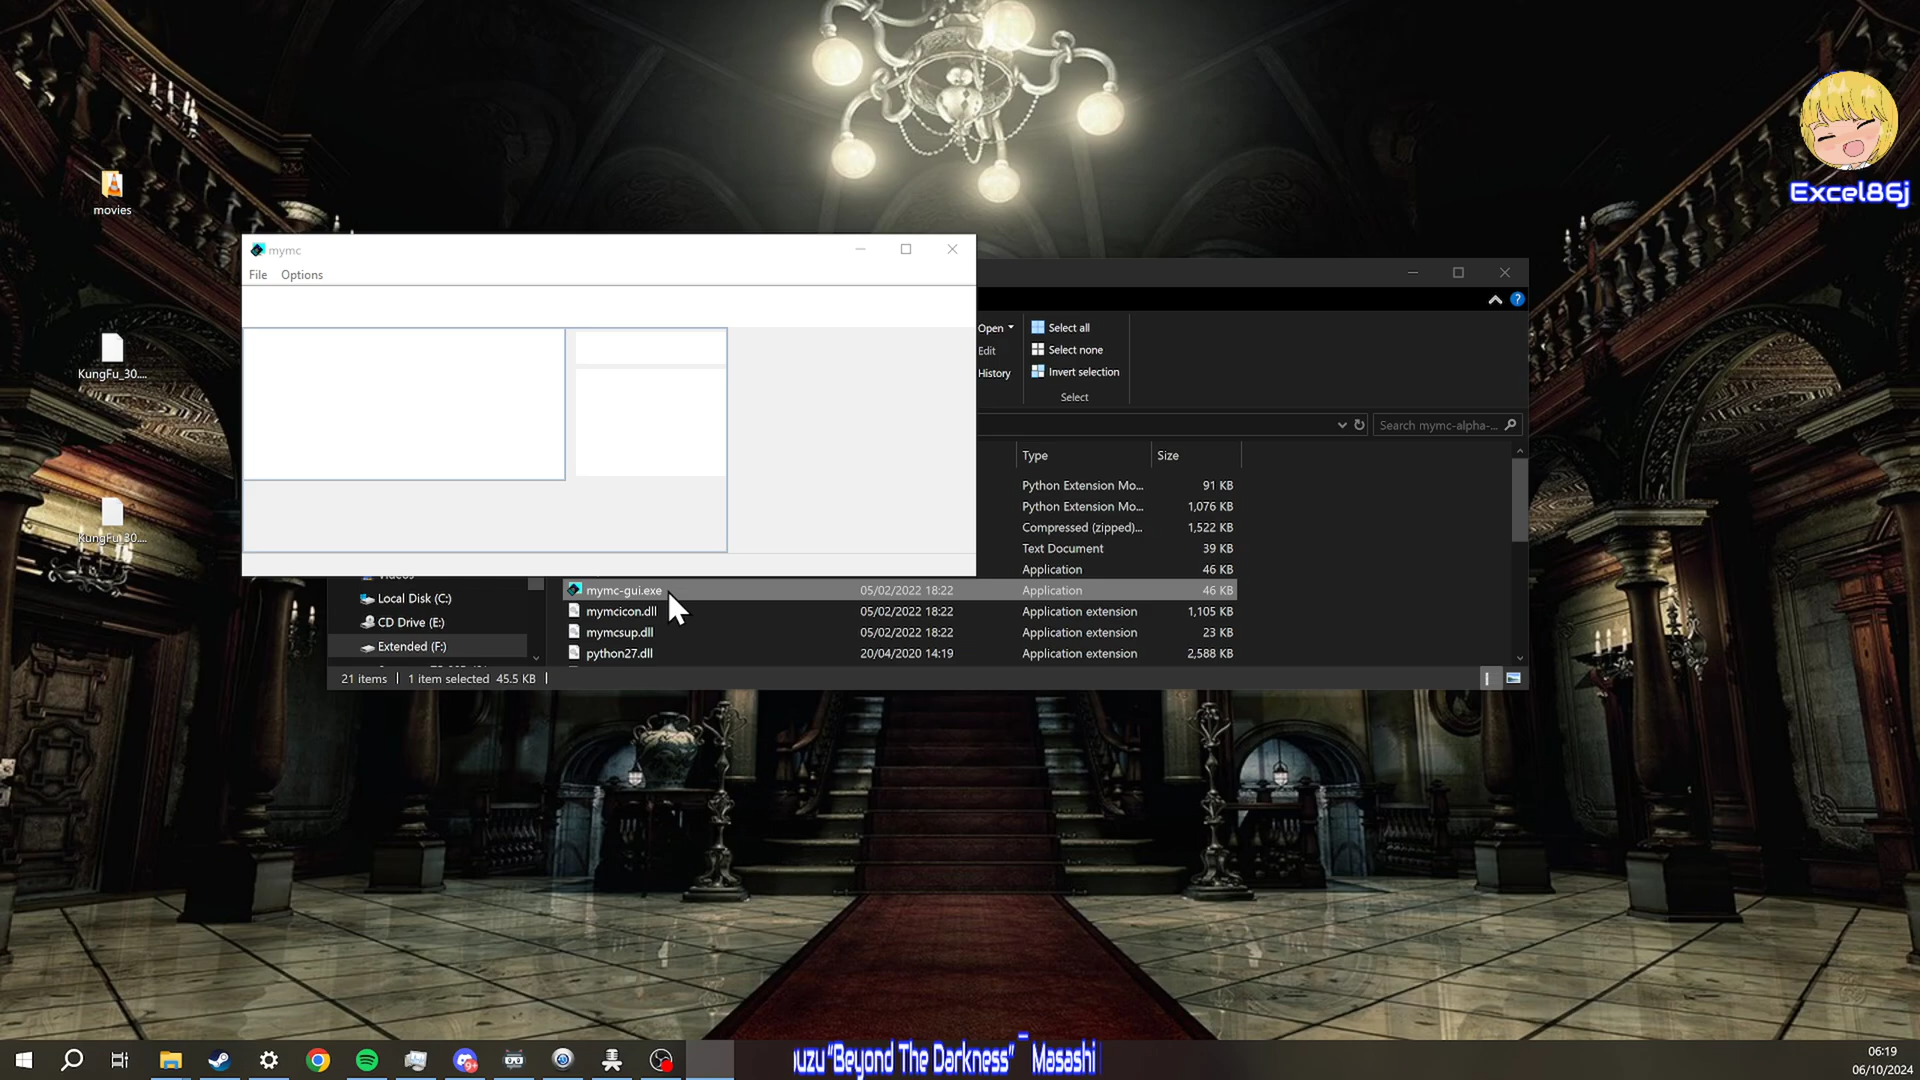 movies
KungFu_30....
KungFu_30....
Excel86j
mymc
File Options
Open
Edit
History
Select all
Select none
Invert selection
Select
Search mymc-alpha-...
Type Size
Python Extension Mo... 91 KB
Python Extension Mo... 1,076 KB
Compressed (zipped)... 1,522 KB
Text Document 39 KB
Application 46 KB
mymc-gui.exe 05/02/2022 18:22 Application 46 KB
mymcicon.dll 05/02/2022 18:22 Application extension 1,105 KB
mymcsup.dll 05/02/2022 18:22 Application extension 23 KB
python27.dll 20/04/2020 14:19 Application extension 2,588 KB
Videos
Local Disk (C:)
CD Drive (E:)
Extended (F:)
21 items 1 item selected 45.5 KB
"Beyond The Darkness" - Masashi
06:19
06/10/2024